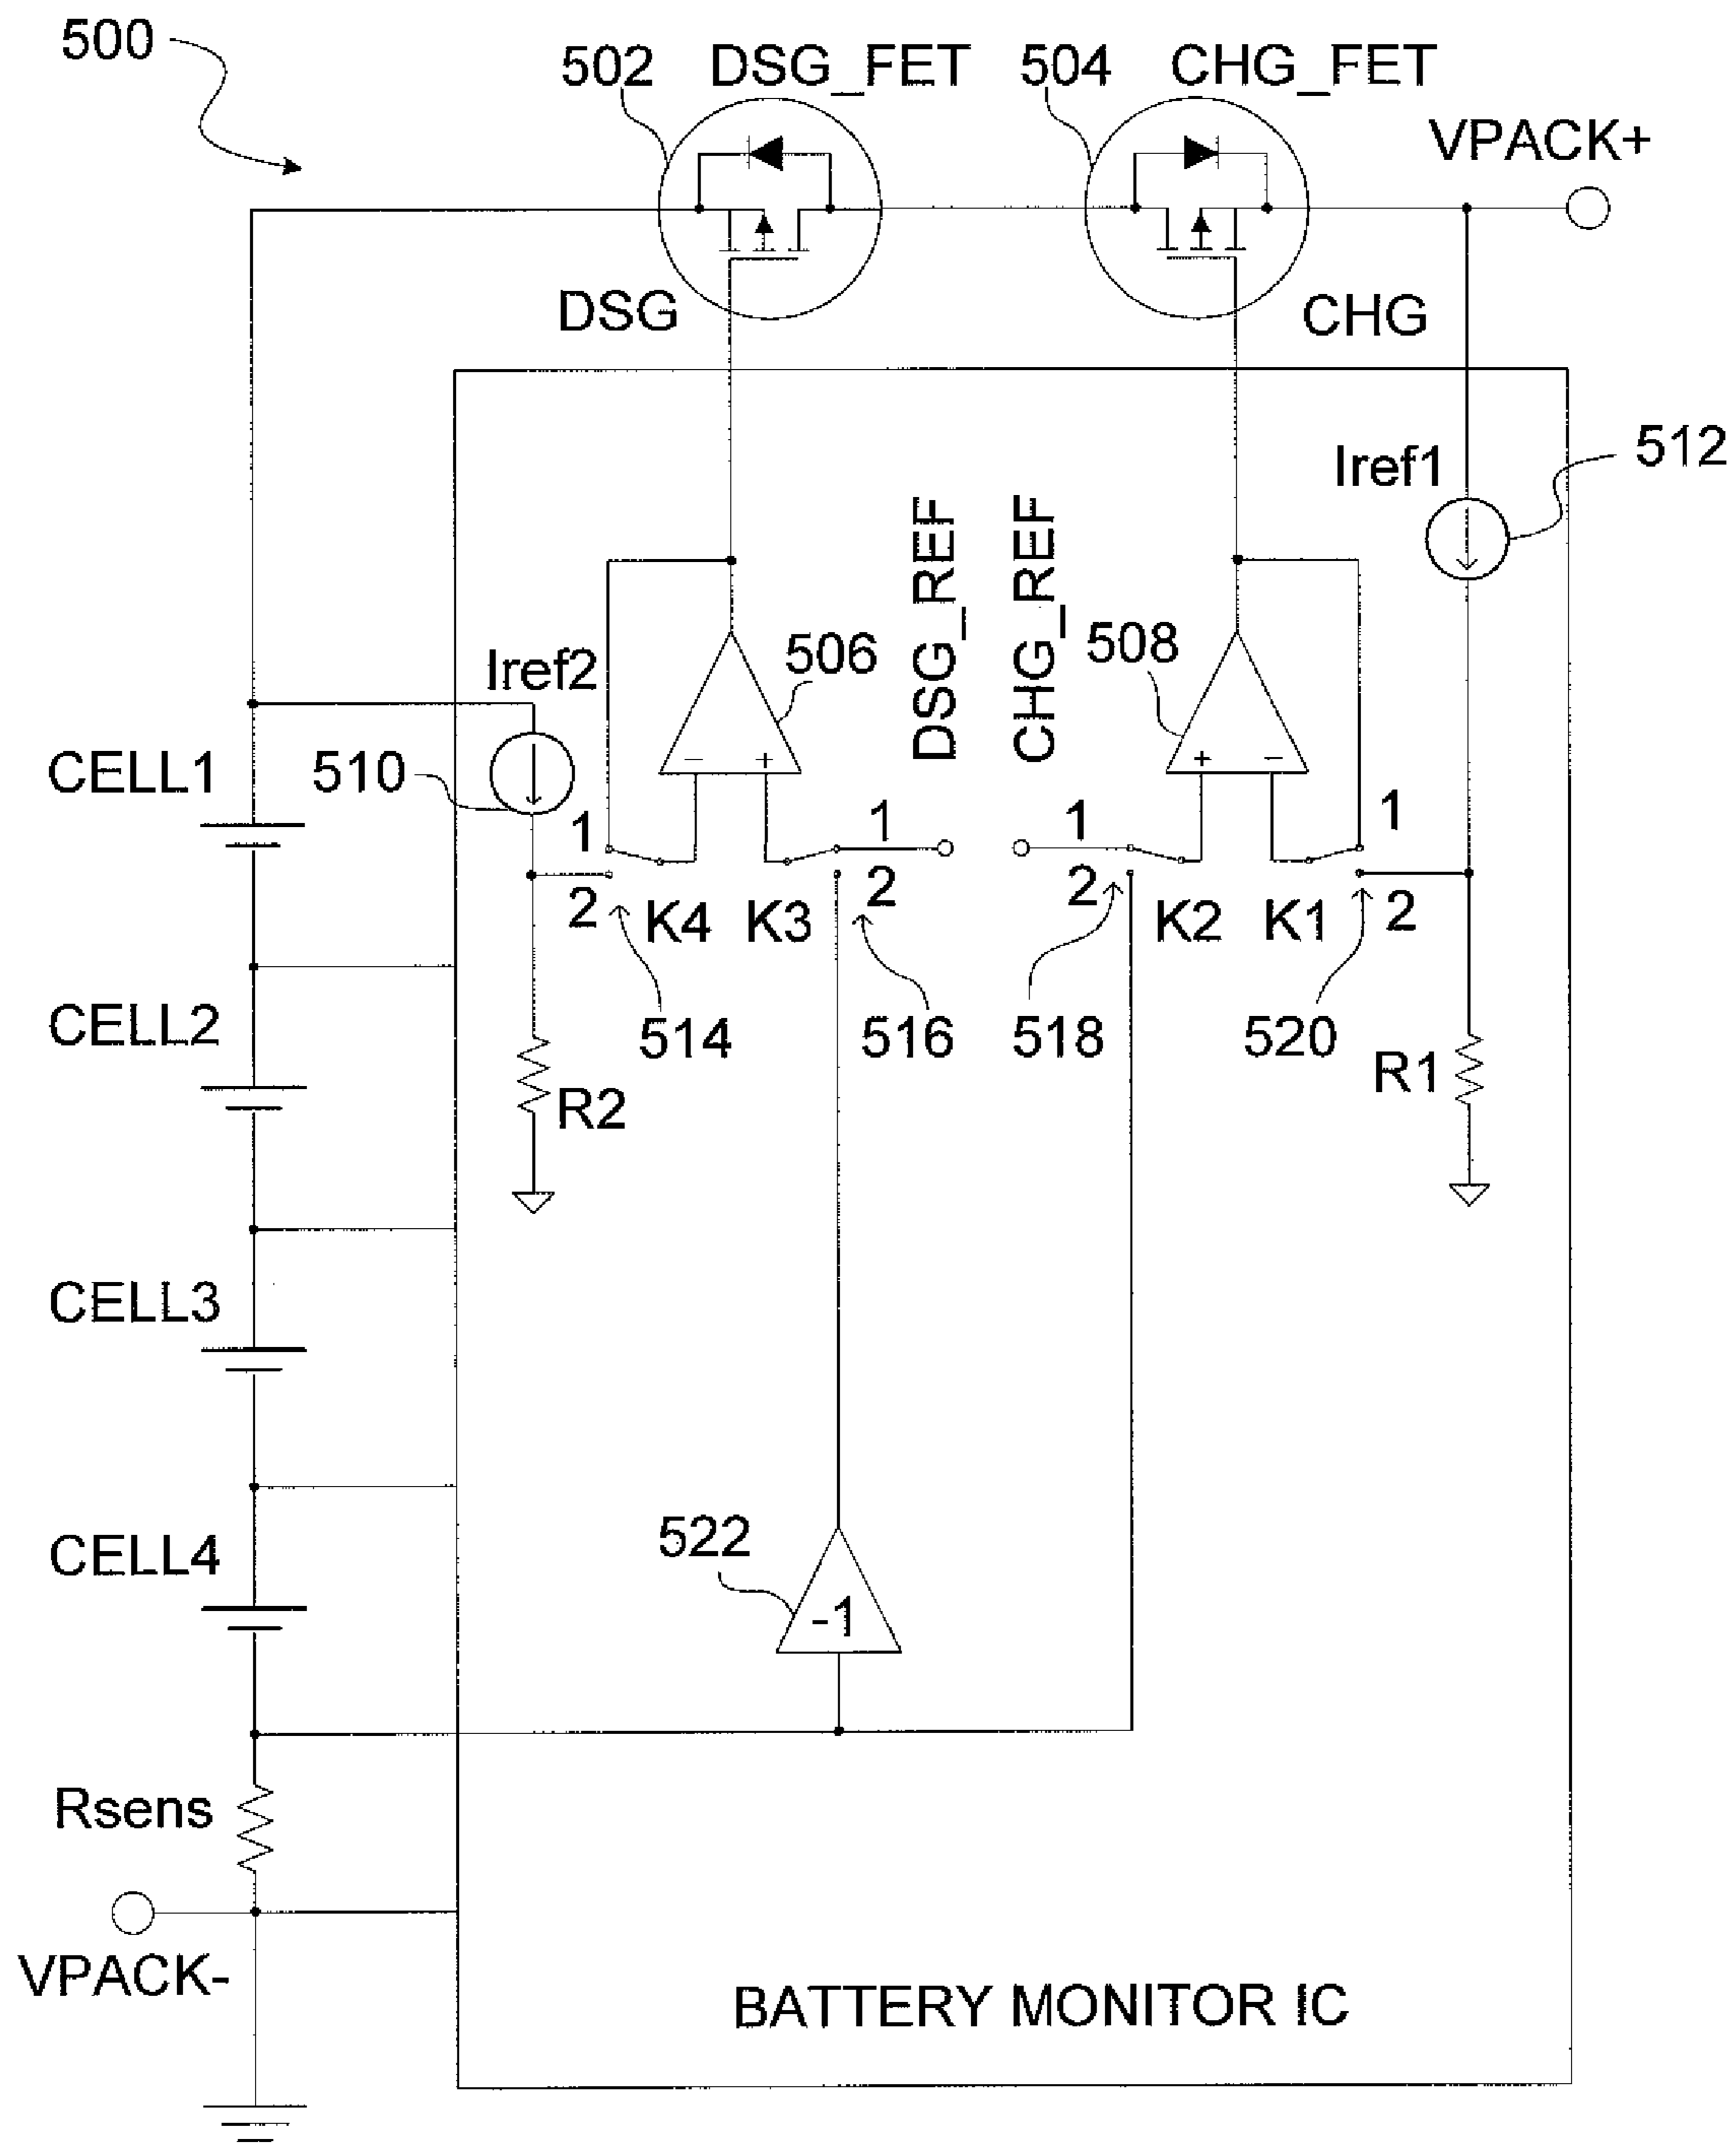 500
502 DSG_FET 504 CHG_FET
VPACK+
DSG CHG
Iref1 512
DSG_REF
CHG_REF
506
508
Iref2
CELL1
510
- +
+ -
1 1 1 1
2 K4 K3 2 2 K2 K1 2
514 516 518 520
CELL2
R2
R1
CELL3
CELL4
522
-1
Rsens
VPACK-
BATTERY MONITOR IC